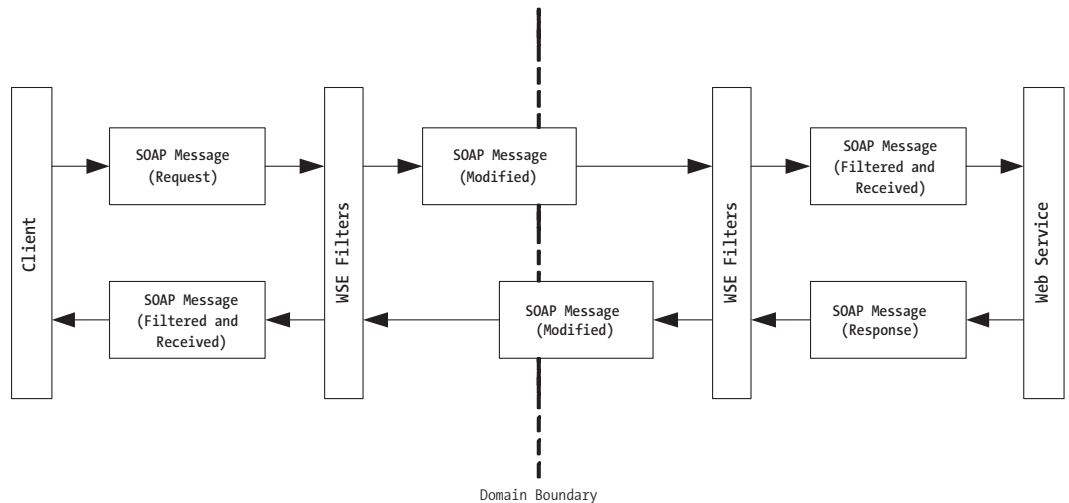 Client
SOAP Message
(Request)
WSE Filters
SOAP Message
(Modified)
WSE Filters
SOAP Message
(Filtered and
Received)
Web Service
SOAP Message
(Filtered and
Received)
SOAP Message
(Modified)
SOAP Message
(Response)
Domain Boundary